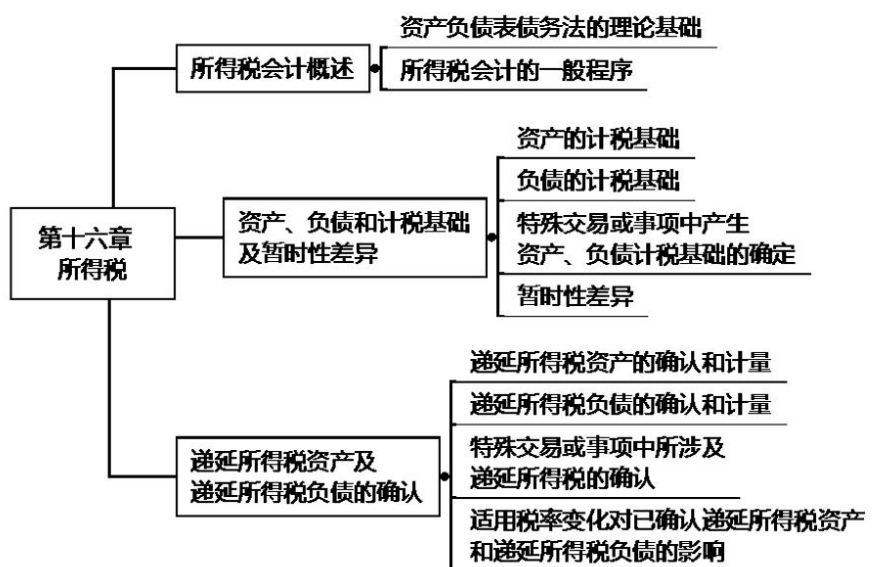 资产负债表债务法的理论基础
所得税会计概述
所得税会计的一般程序
资产的计税基础
负债的计税基础
第十六章
所得税
资产、负债和计税基础
及暂时性差异
特殊交易或事项中产生
资产、负债计税基础的确定
暂时性差异
递延所得税资产的确认和计量
递延所得税负债的确认和计量
递延所得税资产及
递延所得税负债的确认
特殊交易或事项中所涉及
递延所得税的确认
适用税率变化对已确认递延所得税资产
和递延所得税负债的影响